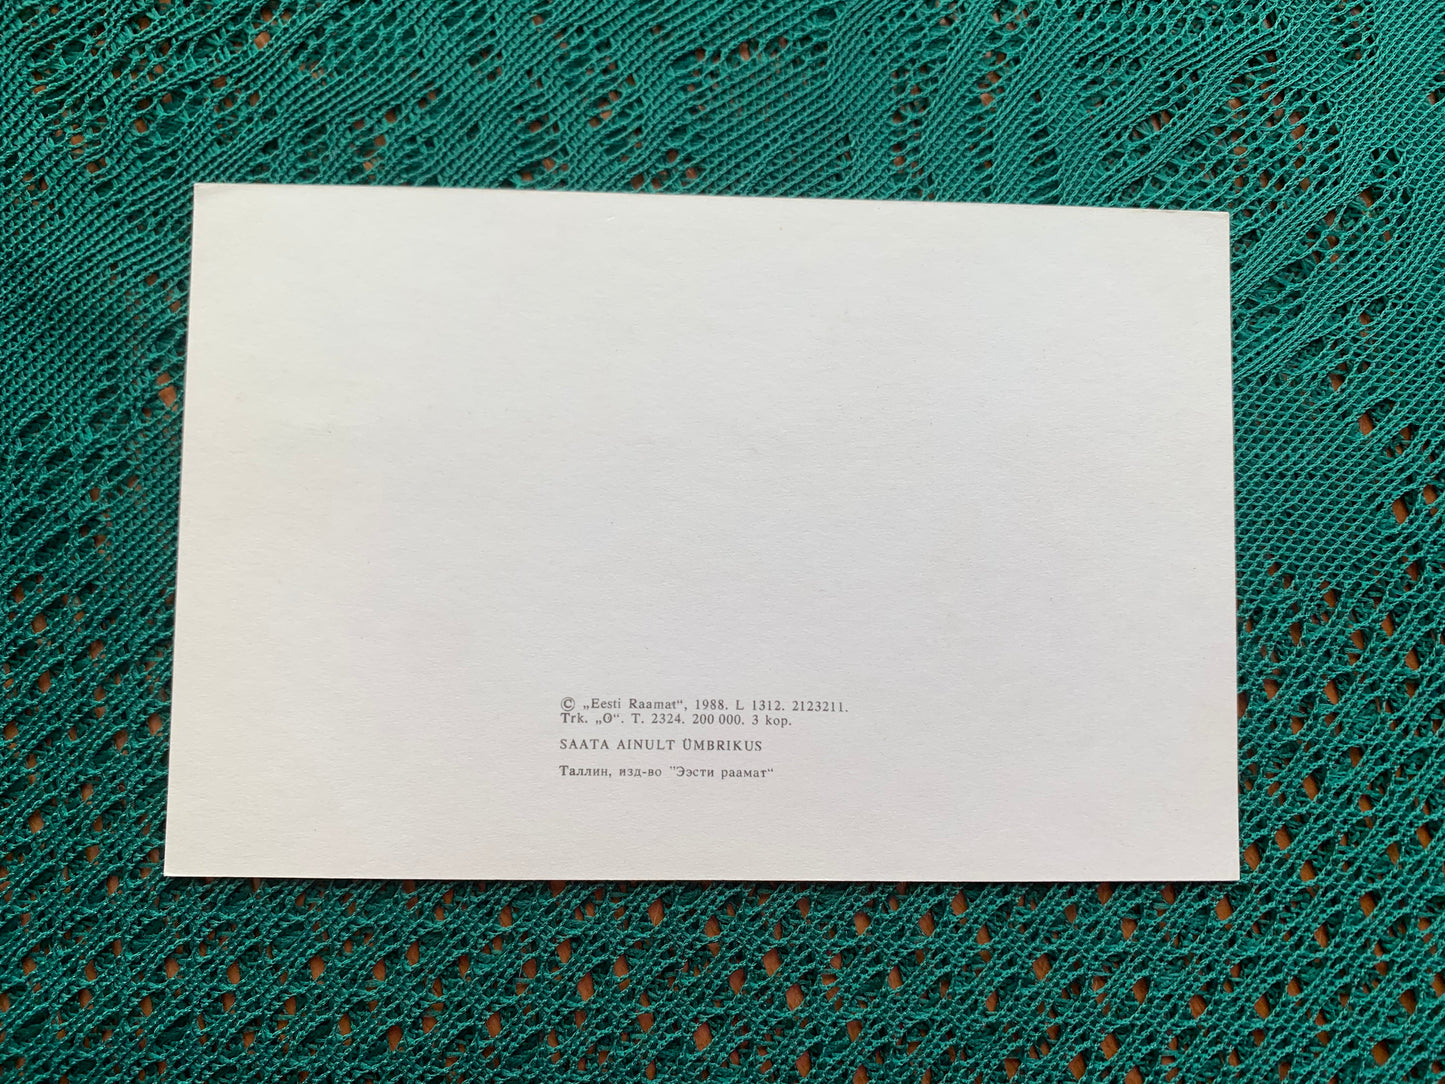 © „Eesti Raamat“, 1988. L 1312. 2123211.
Trk. „O“. T. 2324. 200 000. 3 kop.
SAATA AINULT ÜMBRIKUS
Таллин, изд-во ”Ээсти раамат“